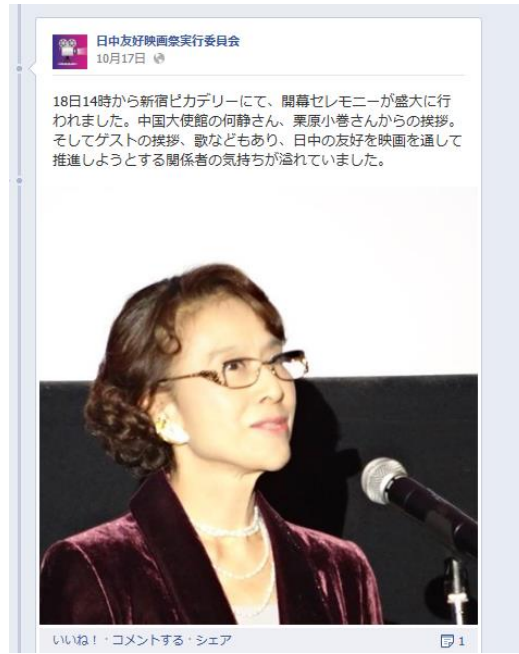 日中友好映画祭実行委員会
10月17日
18日14時から新宿ピカデリーにて、開幕セレモニーが盛大に行
われました。中国大使館の何静さん、栗原小巻さんからの挨拶。
そしてゲストの挨拶、歌などもあり、日中の友好を映画を通して
推進しようとする関係者の気持ちが溢れていました。
いいね！ · コメントする · シェア
1